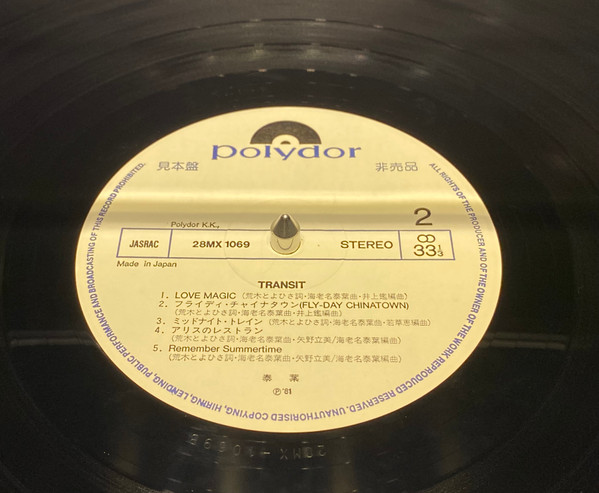 polydor
見本盤
非売品
Polydor K.K.,
2
JASRAC
28MX 1069
STEREO
33 1/3
Made in Japan
TRANSIT
1. LOVE MAGIC (荒木とよひさ詞・海老名泰葉曲・井上鑑編曲)
2. フライディ・チャイナタウン(FLY-DAY CHINATOWN)
(荒木とよひさ詞・海老名泰葉曲・井上鑑編曲)
3. ミッドナイト・トレイン (荒木とよひさ詞・海老名泰葉曲・若草恵編曲)
4. アリスのレストラン
(荒木とよひさ詞・海老名泰葉曲・矢野立美/海老名泰葉編曲)
5. Remember Summertime
(荒木とよひさ詞・海老名泰葉曲・矢野立美/海老名泰葉編曲)
泰葉
Ⓟ '81
ALL RIGHTS OF THE PRODUCER AND OF THE OWNER OF THE WORK REPRODUCED RESERVED. UNAUTHORISED COPYING, HIRING, LENDING, PUBLIC PERFORMANCE AND BROADCASTING OF THIS RECORD PROHIBITED.